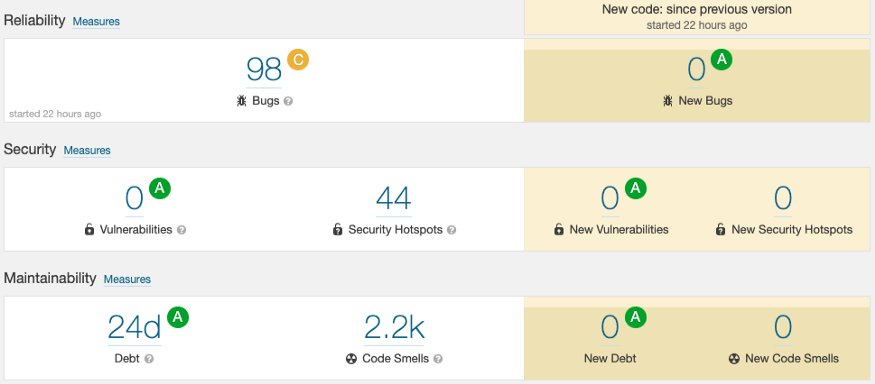 New code: since previous version
started 22 hours ago
Reliability Measures
98 C
Bugs ?
started 22 hours ago
0 A
New Bugs
Security Measures
0 A
Vulnerabilities ?
44
Security Hotspots ?
0 A
New Vulnerabilities
0
New Security Hotspots
Maintainability Measures
24d A
Debt ?
2.2k
Code Smells ?
0 A
New Debt
0
New Code Smells